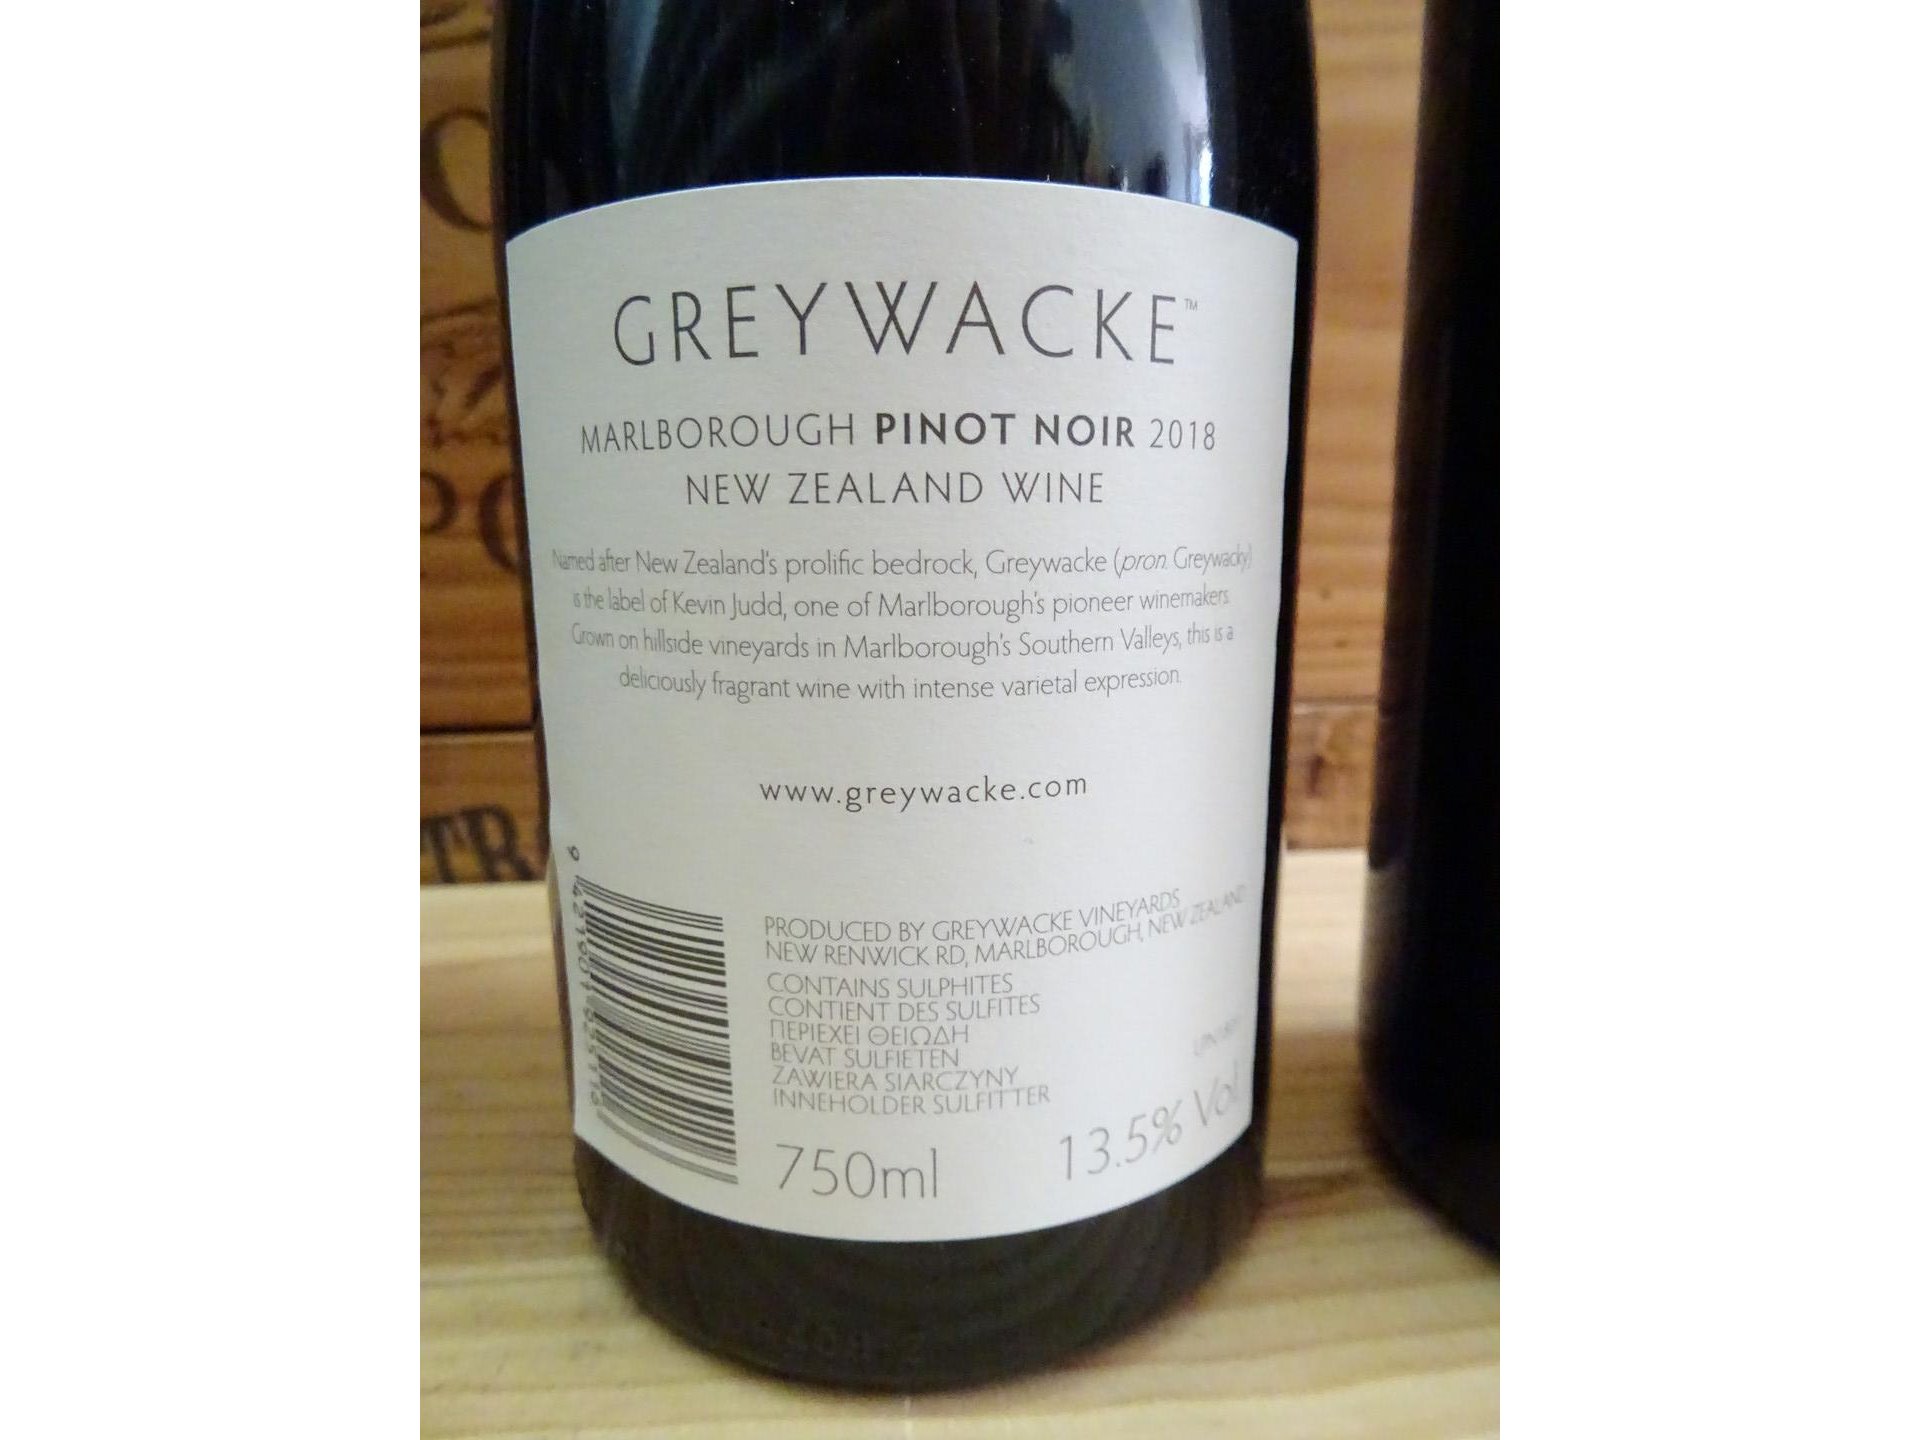 GREYWACKE™
MARLBOROUGH PINOT NOIR 2018
NEW ZEALAND WINE
Named after New Zealand's prolific bedrock, Greywacke (pron. Greywacky)
is the label of Kevin Judd, one of Marlborough's pioneer winemakers.
Grown on hillside vineyards in Marlborough's Southern Valleys, this is a
deliciously fragrant wine with intense varietal expression.
www.greywacke.com
PRODUCED BY GREYWACKE VINEYARDS
NEW RENWICK RD, MARLBOROUGH, NEW ZEALAND
CONTAINS SULPHITES
CONTIENT DES SULFITES
ΠΕΡΙΕΧΕΙ ΘΕΙΩΔΗ
BEVAT SULFIETEN
ZAWIERA SIARCZYNY
INNEHÖLDER SULFITTER
750ml
13.5% Vol